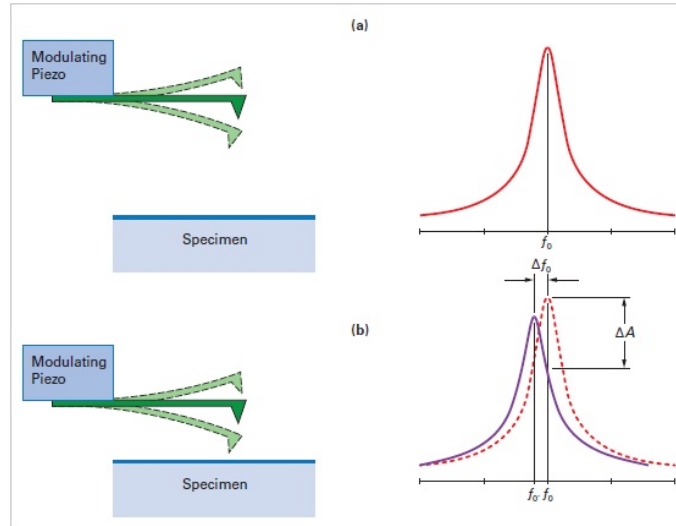 (a)
Modulating
Piezo
Specimen
f₀
Δf₀
(b)
ΔA
Modulating
Piezo
Specimen
f₀' f₀